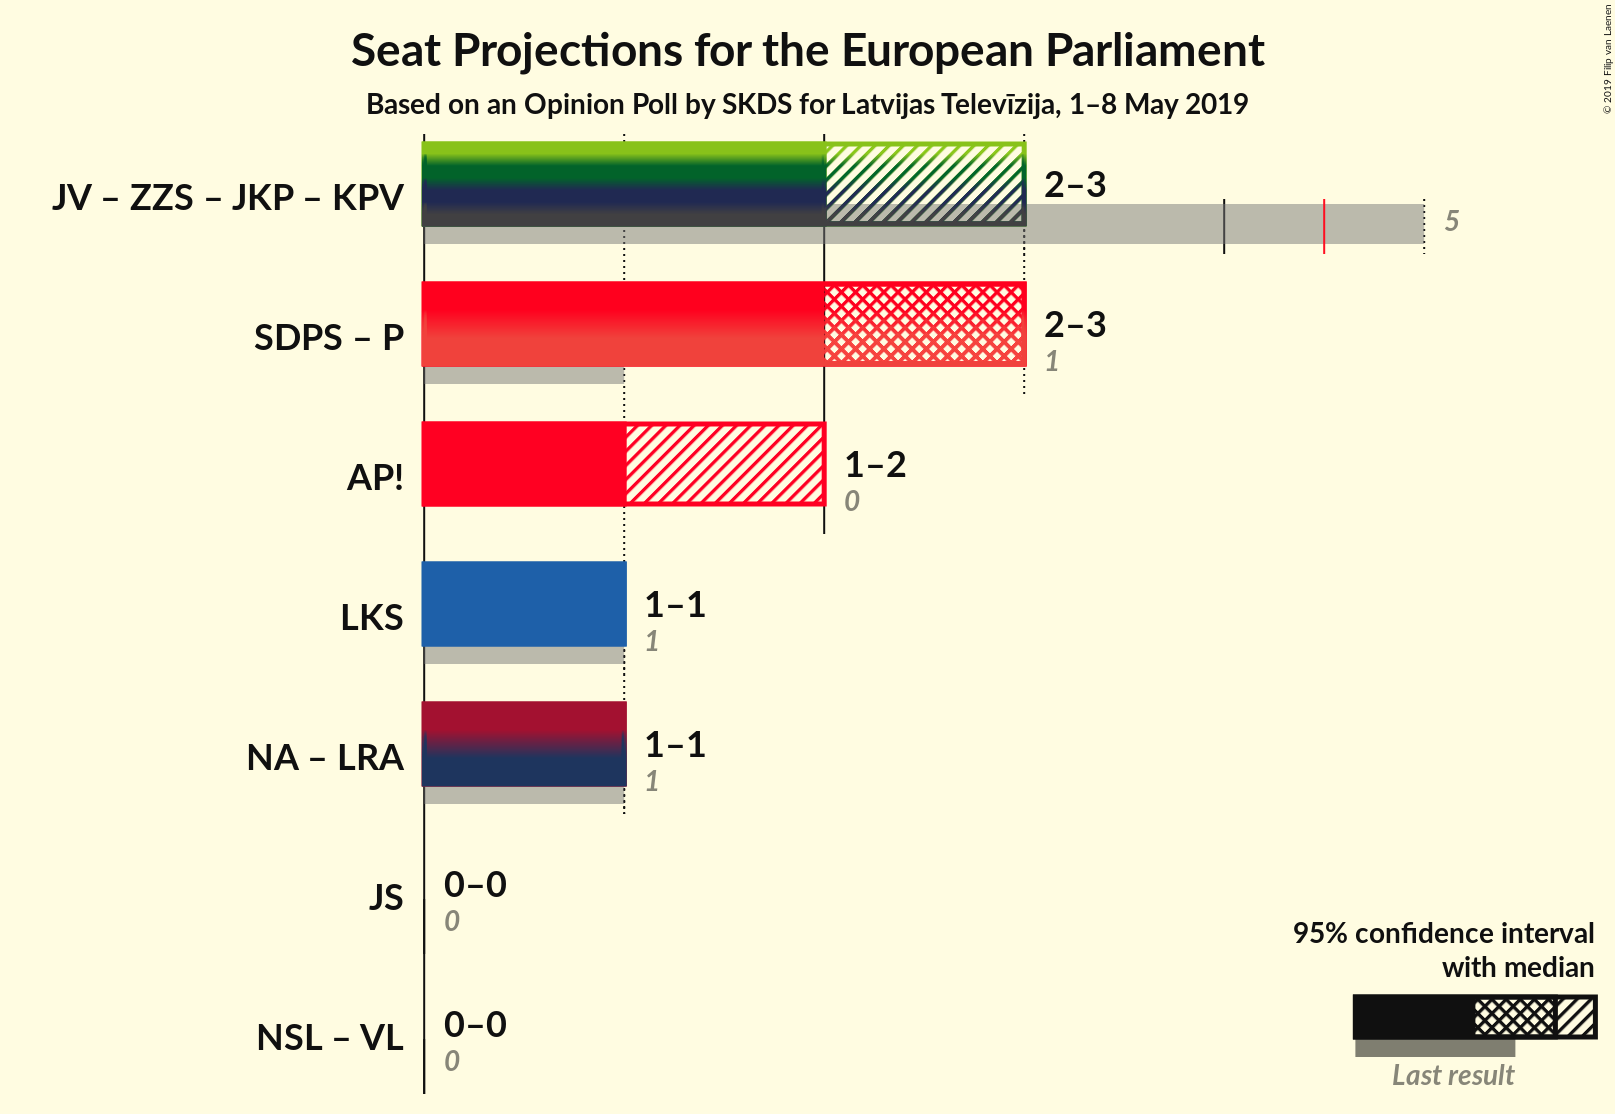 Seat Projections for the European Parliament
Based on an Opinion Poll by SKDS for Latvijas Televīzija, 1–8 May 2019
© 2019 Filip van Laenen
JV – ZZS – JKP – KPV
2–3
5
SDPS – P
2–3
1
AP!
1–2
0
LKS
1–1
1
NA – LRA
1–1
1
JS
0–0
0
NSL – VL
0–0
0
95% confidence interval
with median
Last result